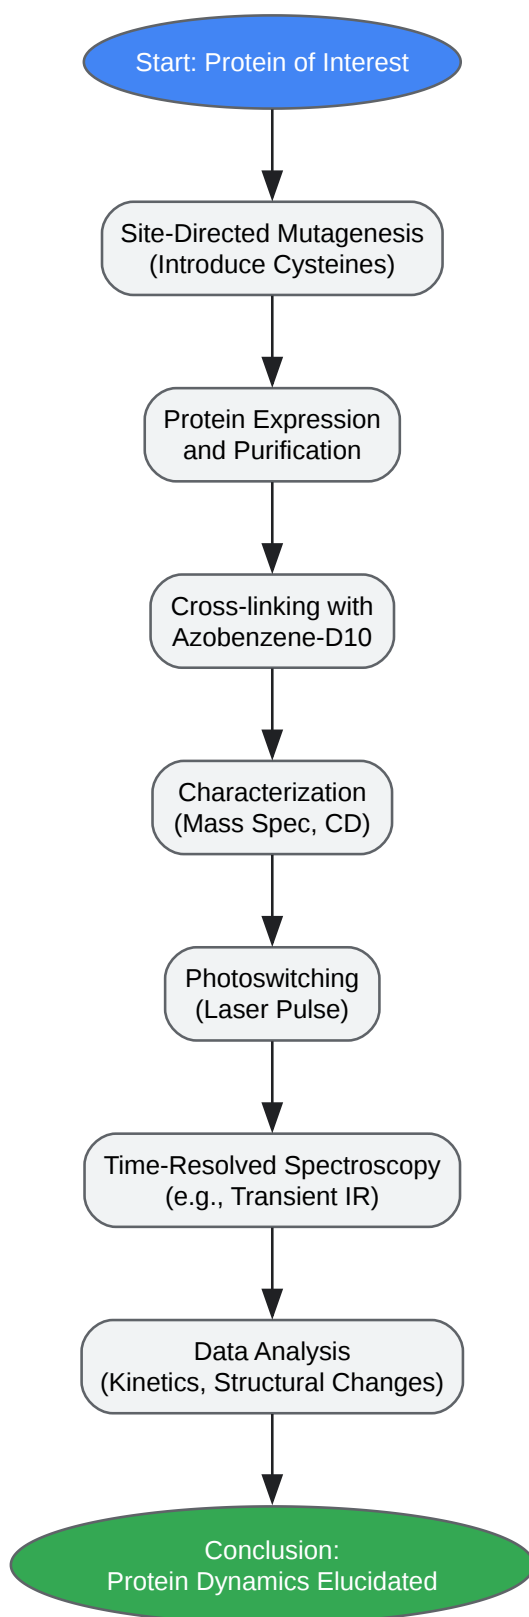 Start: Protein of Interest
Site-Directed Mutagenesis
(Introduce Cysteines)
Protein Expression
and Purification
Cross-linking with
Azobenzene-D10
Characterization
(Mass Spec, CD)
Photoswitching
(Laser Pulse)
Time-Resolved Spectroscopy
(e.g., Transient IR)
Data Analysis
(Kinetics, Structural Changes)
Conclusion:
Protein Dynamics Elucidated